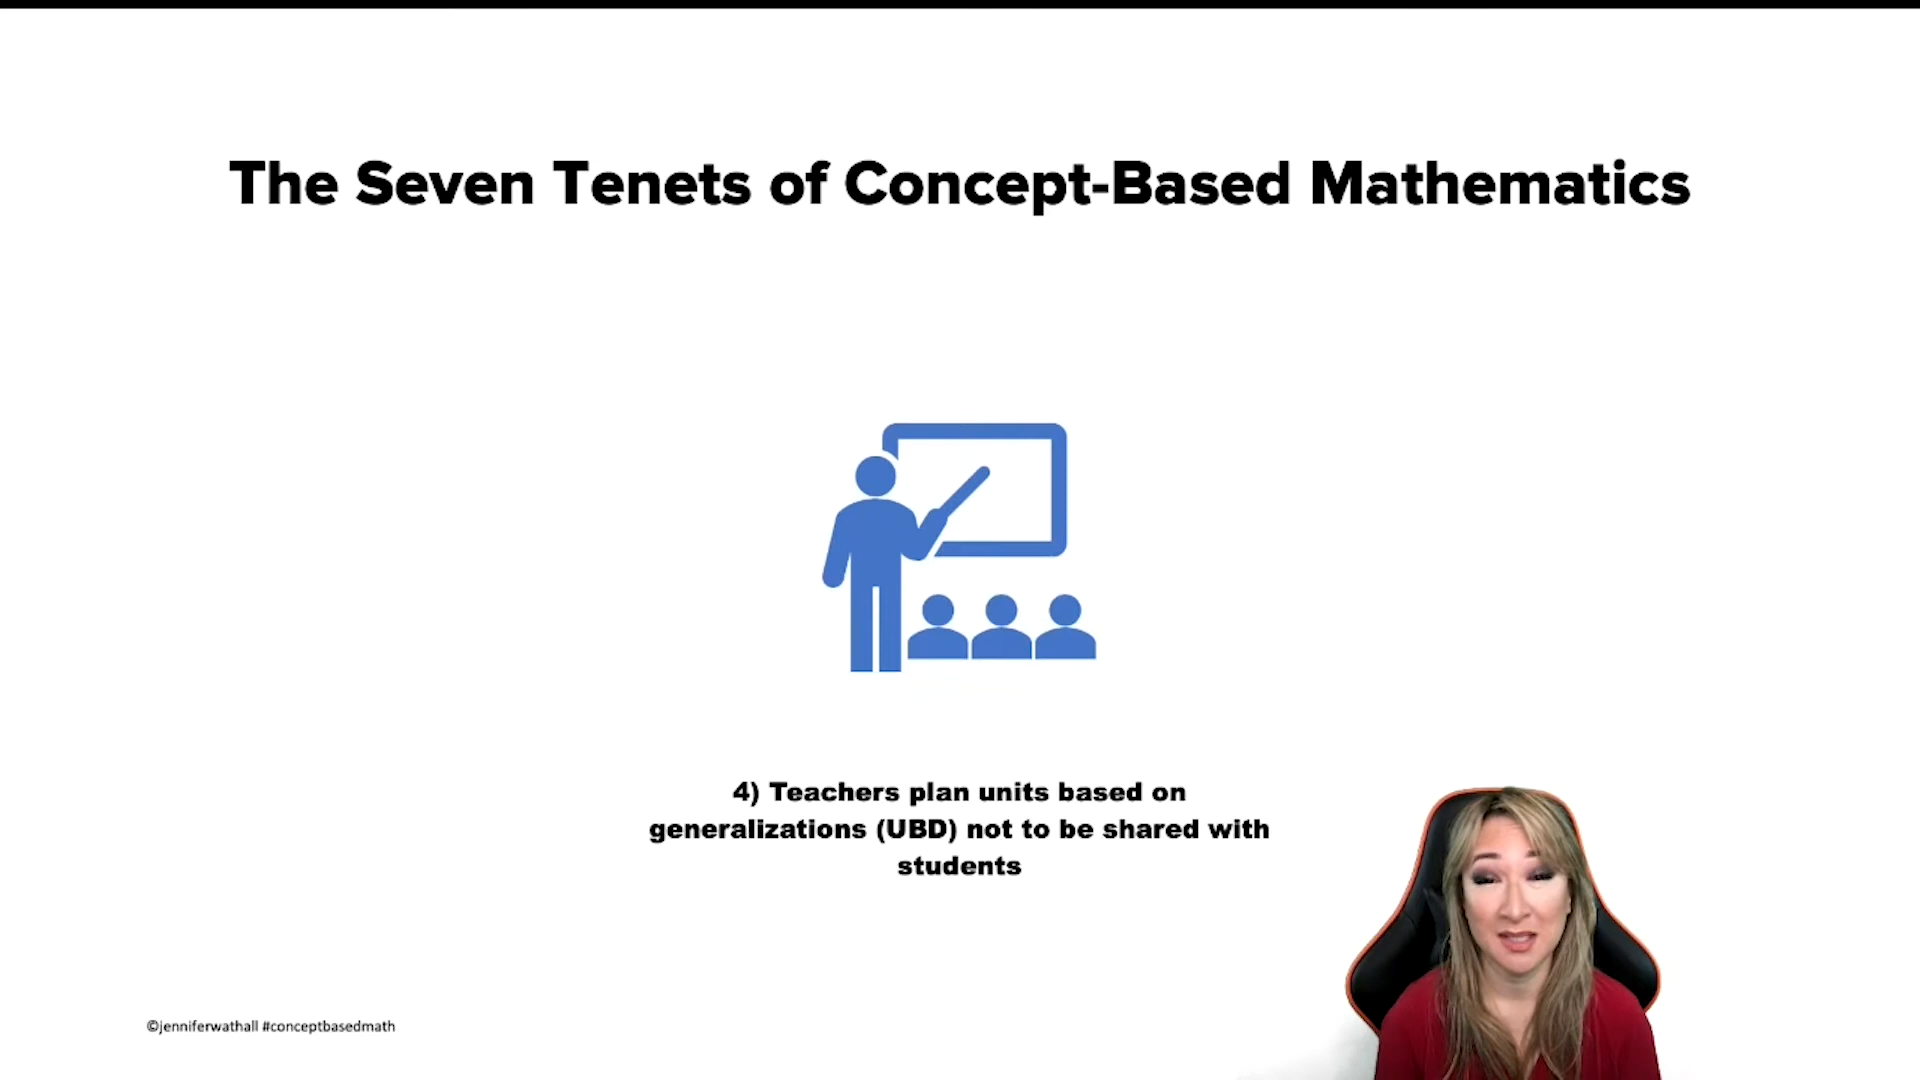 The Seven Tenets of Concept-Based Mathematics
4) Teachers plan units based on
generalizations (UBD) not to be shared with
students
©jenniferwathall #conceptbasedmath